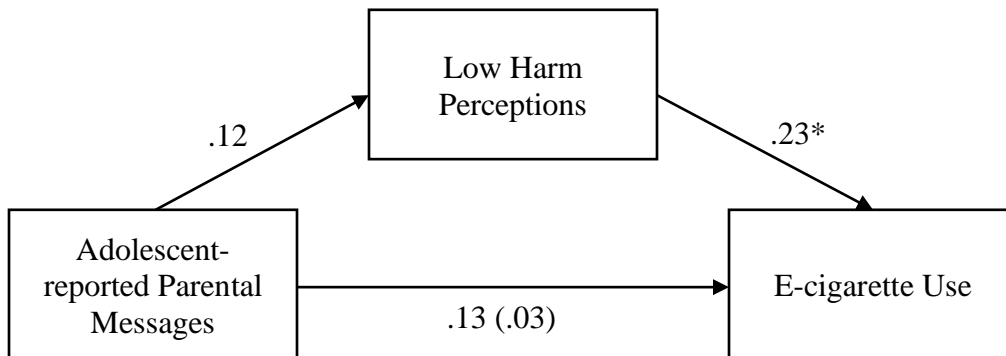 Low Harm
Perceptions
.12
.23*
Adolescent-
reported Parental
Messages
E-cigarette Use
.13 (.03)